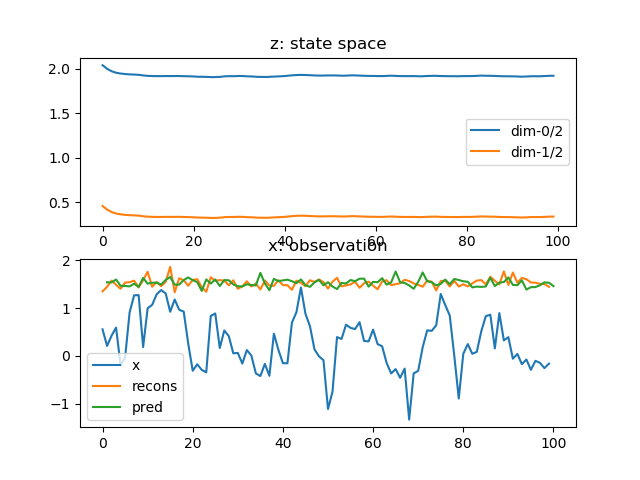 z: state space
2.0
1.5
1.0
0.5
dim-0/2
dim-1/2
0 20 40 60 80 100
x: observation
2
1
0
−1
x
recons
pred
0 20 40 60 80 100